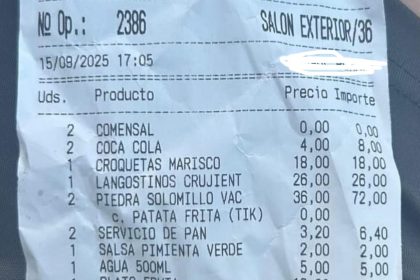 Nº Op.: 2386 SALON EXTERIOR/36
15/09/2025 17:05
Uds. Producto Precio Importe
2 COMENSAL 0,00 0,00
2 COCA COLA 4,00 8,00
1 CROQUETAS MARISCO 18,00 18,00
1 LANGOSTINOS CRUJIENT 26,00 26,00
2 PIEDRA SOLOMILLO VAC 36,00 72,00
c. PATATA FRITA (TIK) 0,00
2 SERVICIO DE PAN 3,20 6,40
1 SALSA PIMIENTA VERDE 2,00 2,00
1 AGUA 500ML 5,00